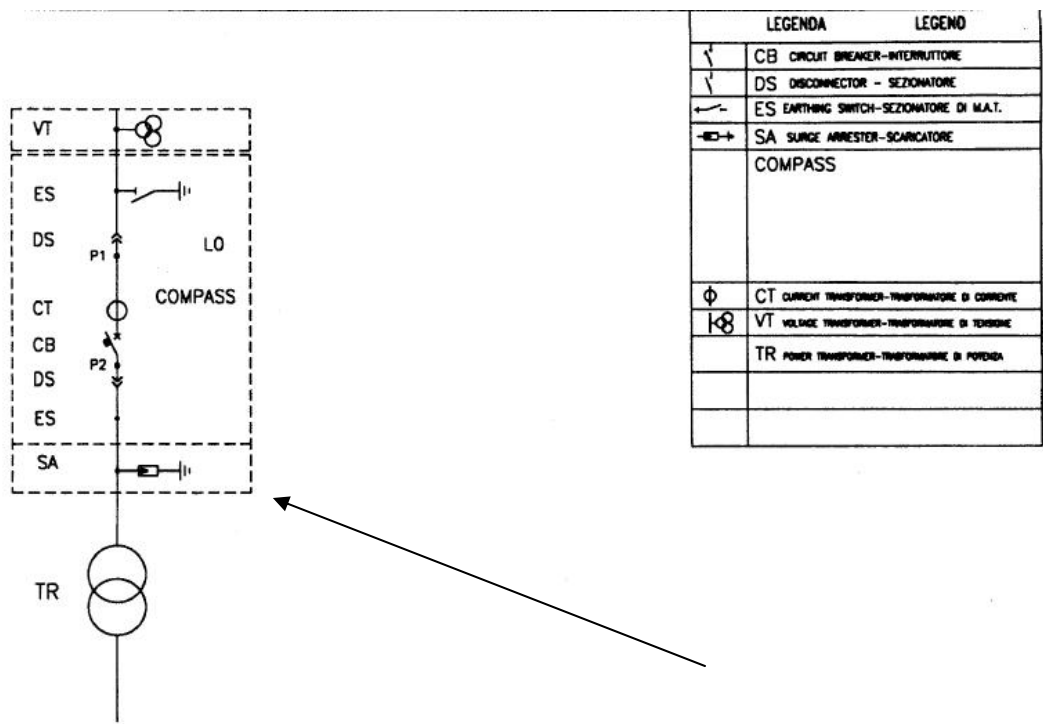 VT
ES
DS
P1
L0
CT
COMPASS
CB
P2
DS
ES
SA
TR
LEGENDA LEGEND
CB CIRCUIT BREAKER-INTERRUTTORE
DS DISCONNECTOR - SEZIONATORE
ES EARTHING SWITCH-SEZIONATORE DI M.A.T.
SA SURGE ARRESTER-SCARICATORE
COMPASS
CT CURRENT TRANSFORMER-TRASFORMATORE DI CORRENTE
VT VOLTAGE TRANSFORMER-TRASFORMATORE DI TENSIONE
TR POWER TRANSFORMER-TRASFORMATORE DI POTENZA